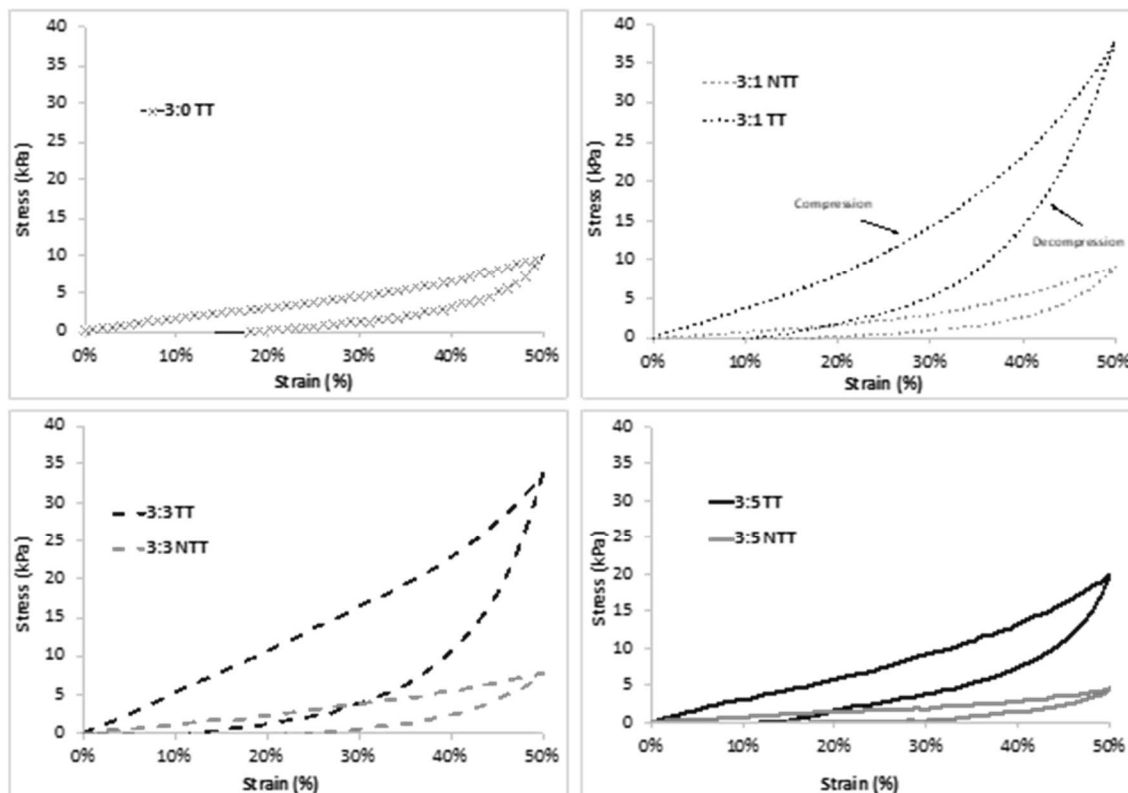 40
35
30
25
20
15
10
5
0
Stress (kPa)
3:0 TT
0% 10% 20% 30% 40% 50%
Strain (%)
40
35
30
25
20
15
10
5
0
Stress (kPa)
3:1 NTT
3:1 TT
Compression
Decompression
0% 10% 20% 30% 40% 50%
Strain (%)
40
35
30
25
20
15
10
5
0
Stress (kPa)
3:3 TT
3:3 NTT
0% 10% 20% 30% 40% 50%
Strain (%)
40
35
30
25
20
15
10
5
0
Stress (kPa)
3:5 TT
3:5 NTT
0% 10% 20% 30% 40% 50%
Strain (%)